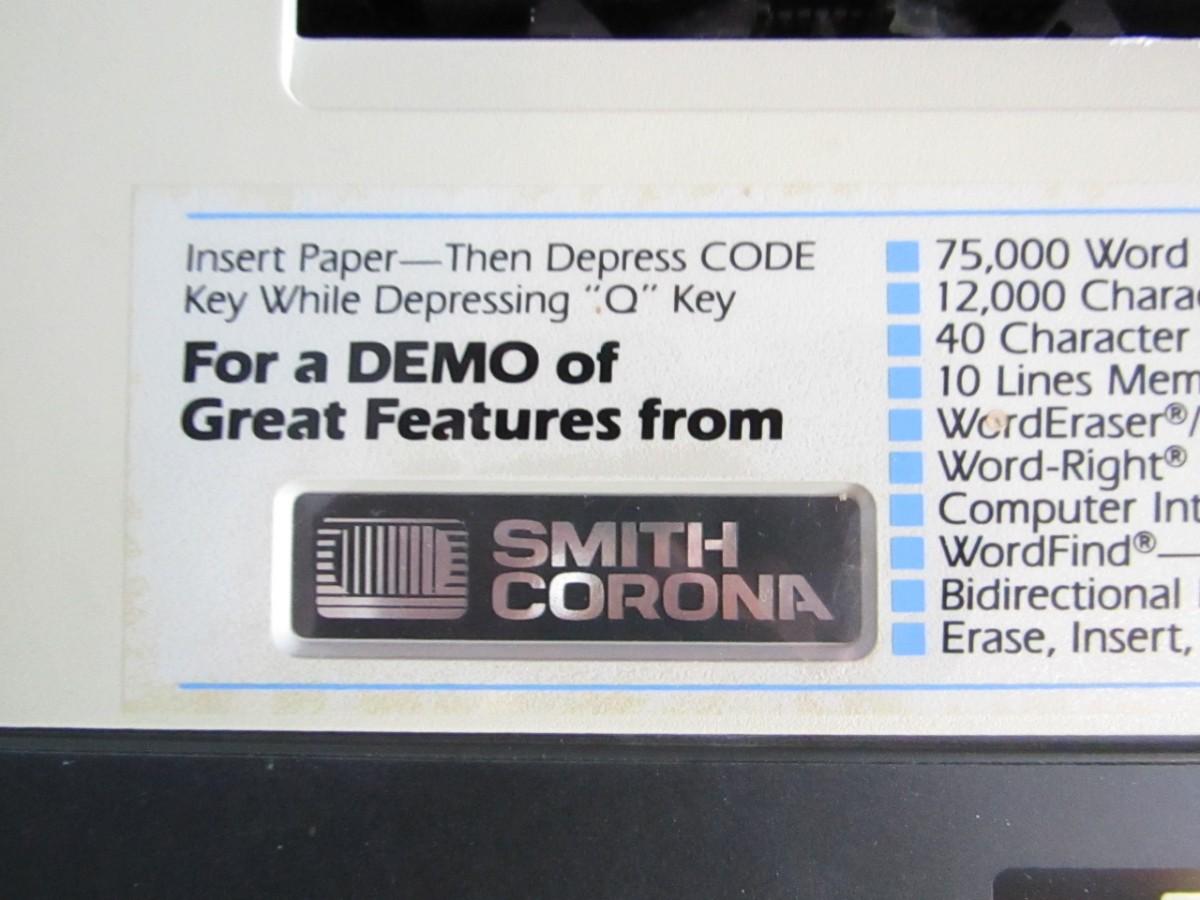 Insert Paper—Then Depress CODE
Key While Depressing “Q” Key
For a DEMO of
Great Features from
SMITH
CORONA
75,000 Word
12,000 Charac
40 Character
10 Lines Mem
WordEraser®/
Word-Right®
Computer Int
WordFind®—
Bidirectional
Erase, Insert,